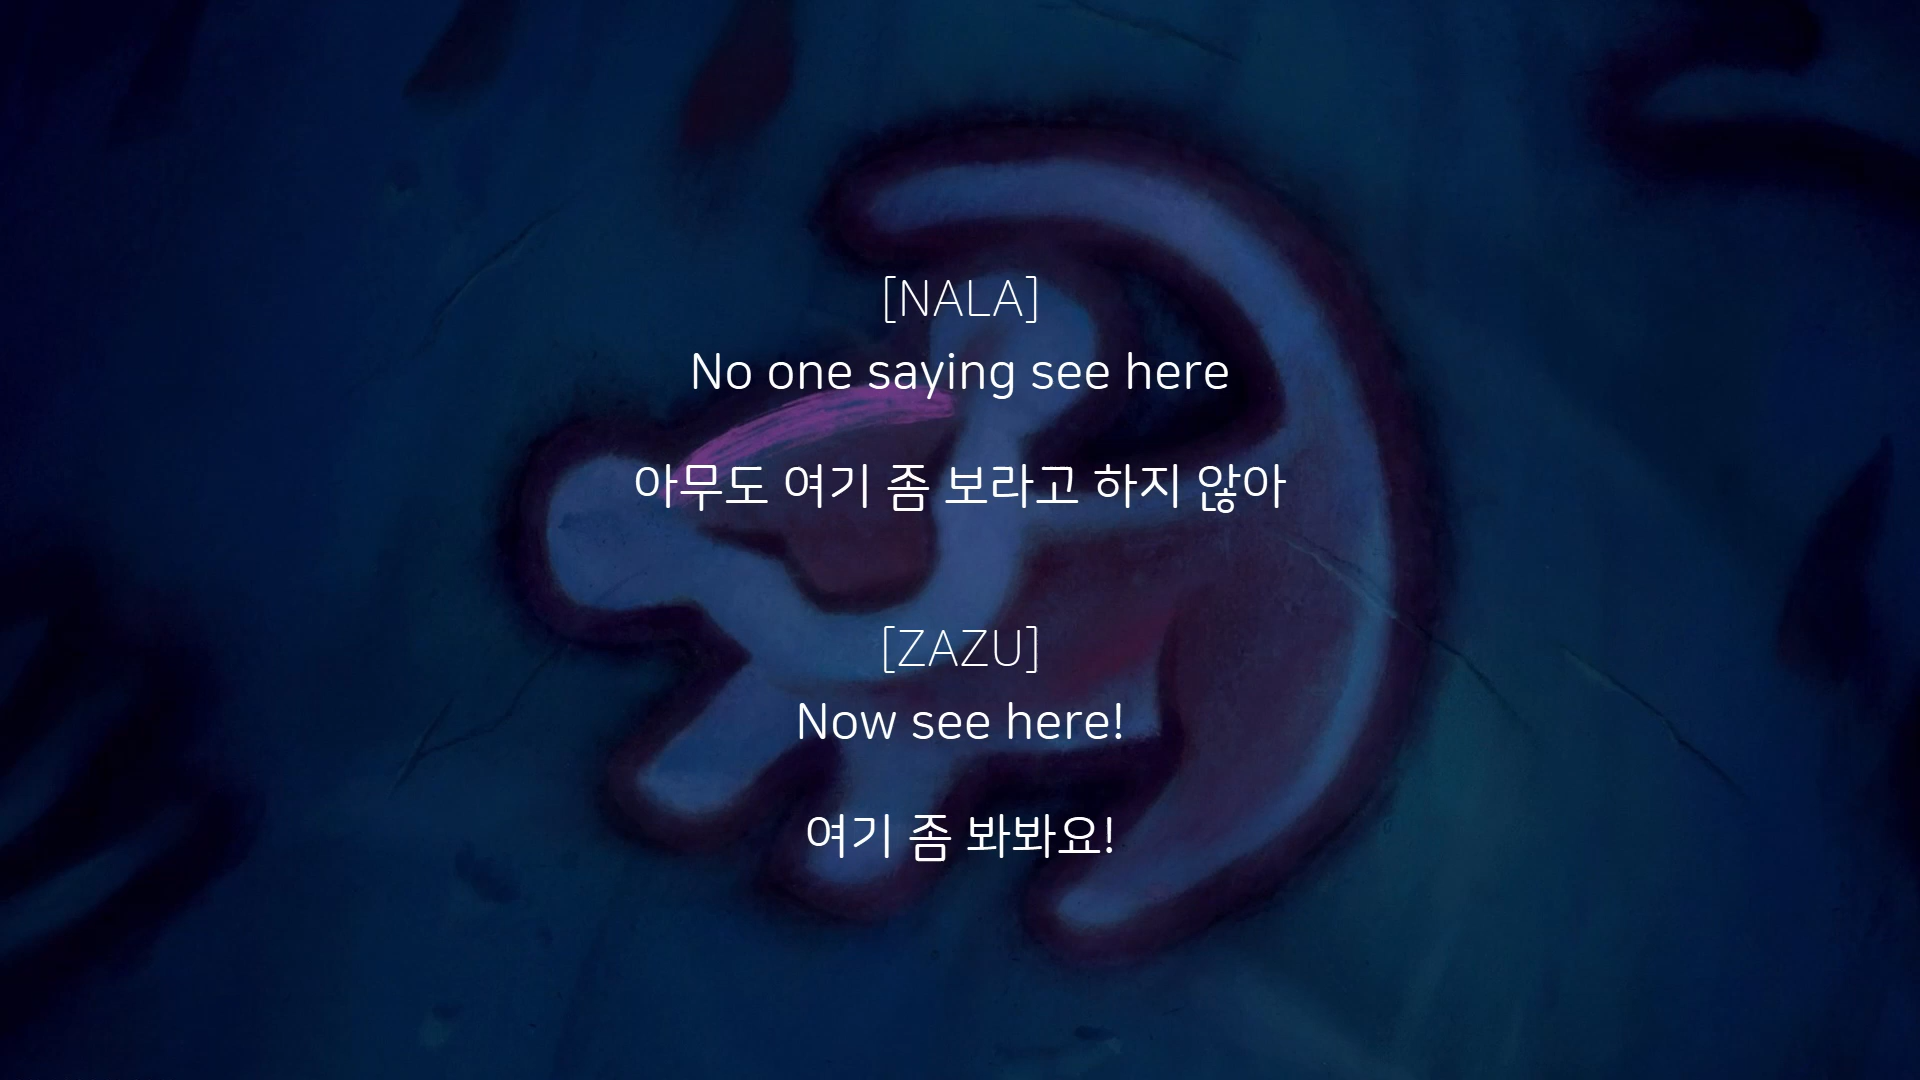 [NALA]
No one saying see here
아무도 여기 좀 보라고 하지 않아
[ZAZU]
Now see here!
여기 좀 봐봐요!